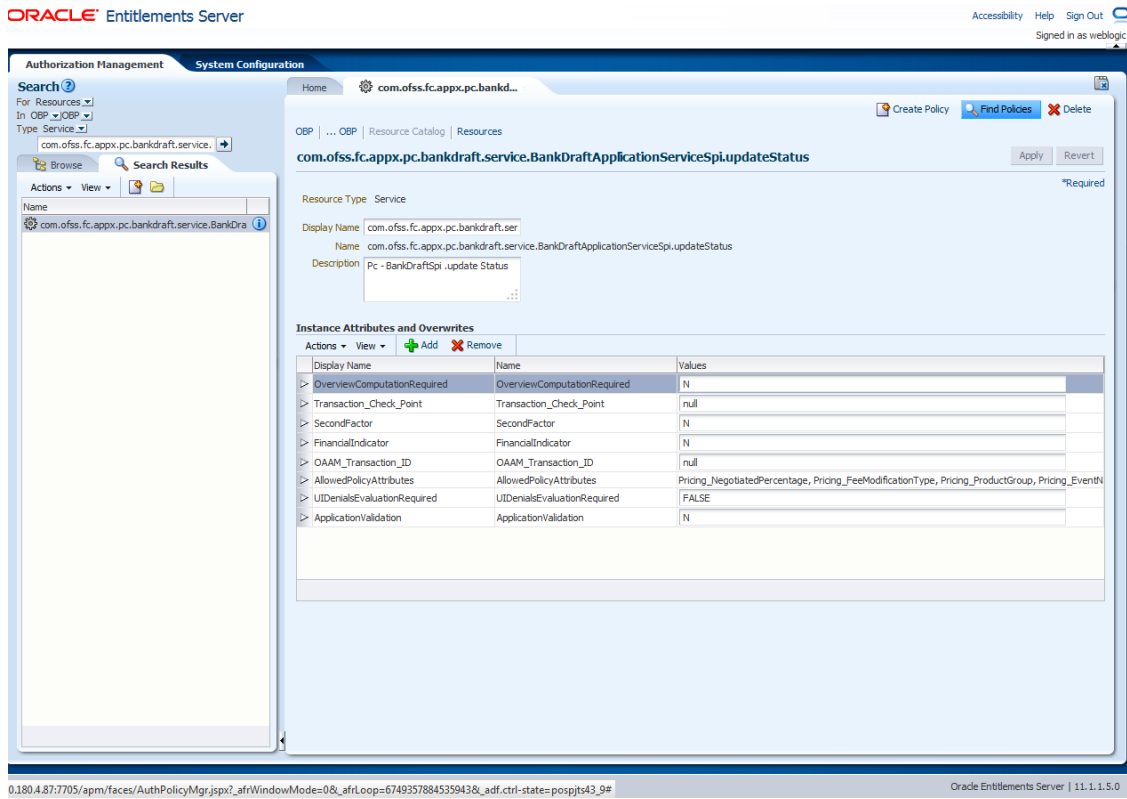 ORACLE Entitlements Server
Accessibility Help Sign Out
Signed in as weblogic
Authorization Management System Configuration
Search
For Resources
In OBP OBP
Type Service
com.ofss.fc.appx.pc.bankdraft.service.
Browse Search Results
Actions View
Name
com.ofss.fc.appx.pc.bankdraft.service.BankDra
Home com.ofss.fc.appx.pc.bankd...
Create Policy Find Policies Delete
OBP | ... OBP | Resource Catalog | Resources
com.ofss.fc.appx.pc.bankdraft.service.BankDraftApplicationServiceSpi.updateStatus
Apply Revert
*Required
Resource Type Service
Display Name com.ofss.fc.appx.pc.bankdraft.ser
Name com.ofss.fc.appx.pc.bankdraft.service.BankDraftApplicationServiceSpi.updateStatus
Description Pc - BankDraftSpi .update Status
Instance Attributes and Overwrites
Actions View Add Remove
Display Name Name Values
OverviewComputationRequired OverviewComputationRequired N
Transaction_Check_Point Transaction_Check_Point null
SecondFactor SecondFactor N
FinancialIndicator FinancialIndicator N
OAAM_Transaction_ID OAAM_Transaction_ID null
AllowedPolicyAttributes AllowedPolicyAttributes Pricing_NegotiatedPercentage, Pricing_FeeModificationType, Pricing_ProductGroup, Pricing_EventN
UIDenialsEvaluationRequired UIDenialsEvaluationRequired FALSE
ApplicationValidation ApplicationValidation N
0.180.4.87:7705/apm/faces/AuthPolicyMgr.jspx?_afrWindowMode=0&_afrLoop=6749357884535943&_adf.ctrl-state=pospjts43_9#
Oracle Entitlements Server | 11.1.1.5.0